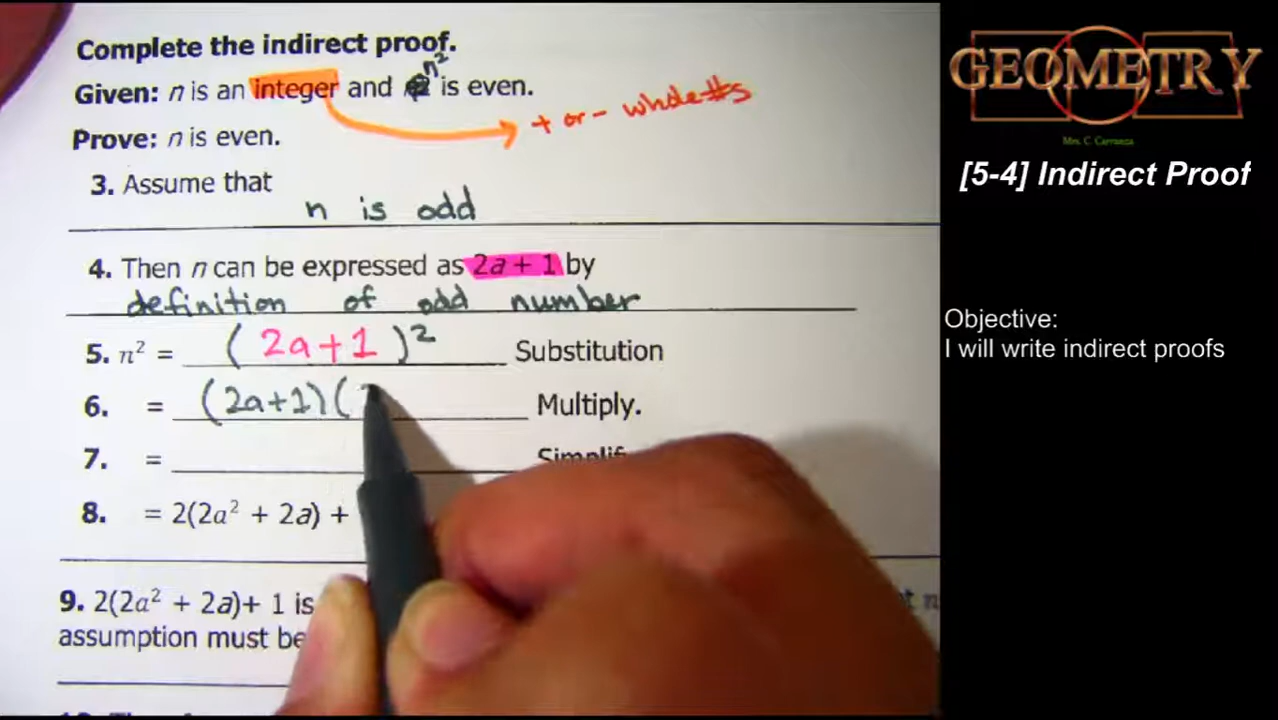 Complete the indirect proof.
Given: n is an integer and n² is even.
+ or - whole #s
Prove: n is even.
3. Assume that
n is odd
4. Then n can be expressed as 2a + 1 by
definition of odd number
5. n² = (2a+1)² Substitution
6. = (2a+1)( Multiply.
7. =
8. = 2(2a² + 2a) +
9. 2(2a² + 2a)+ 1 is
assumption must be
GEOMETRY
Mrs. C. Carranza
[5-4] Indirect Proof
Objective:
I will write indirect proofs